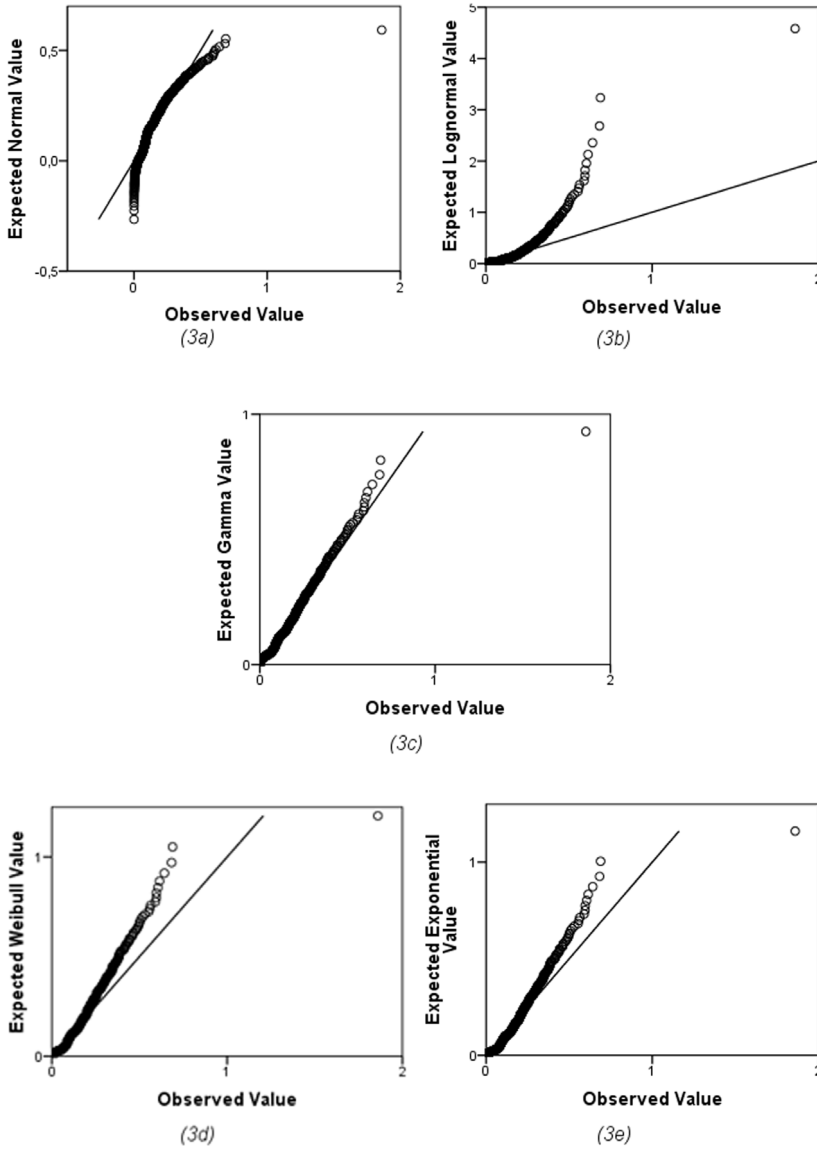 Expected Normal Value
0,5
0,0
-0,5
0
1
2
Observed Value
(3a)
Expected Lognormal Value
5
4
3
2
1
0
0
1
2
Observed Value
(3b)
Expected Gamma Value
1
0
0
1
2
Observed Value
(3c)
Expected Weibull Value
1
0
0
1
2
Observed Value
(3d)
Expected Exponential
Value
1
0
0
1
2
Observed Value
(3e)